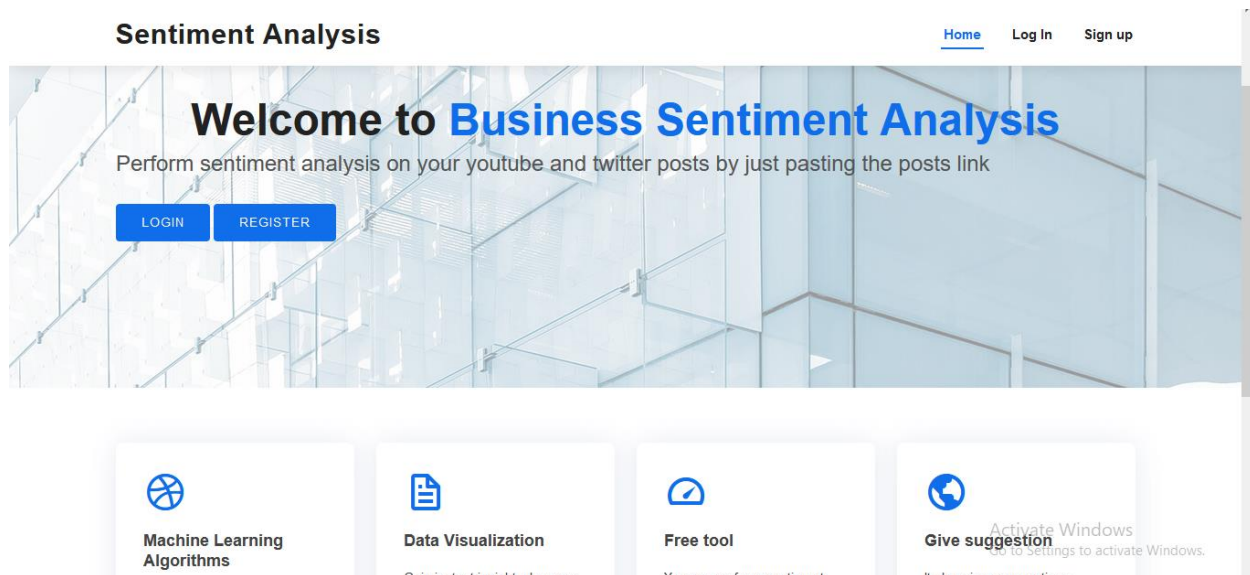 Sentiment Analysis
Home Log In Sign up
Welcome to Business Sentiment Analysis
Perform sentiment analysis on your youtube and twitter posts by just pasting the posts link
LOGIN REGISTER
Machine Learning
Algorithms
Data Visualization
Free tool
Give suggestion
Activate Windows
Go to Settings to activate Windows.